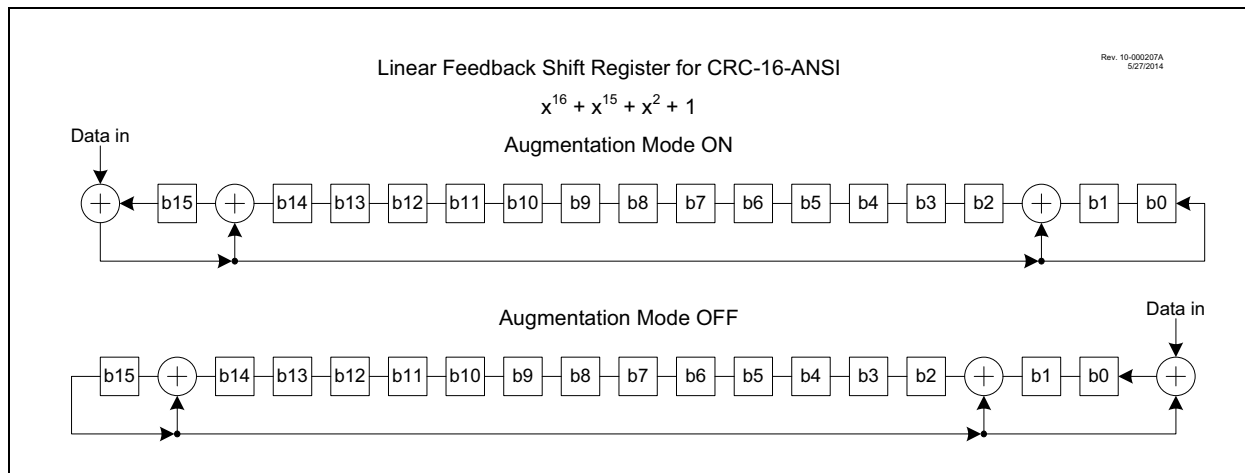 Linear Feedback Shift Register for CRC-16-ANSI
Rev. 10-000207A
5/27/2014
x¹⁶ + x¹⁵ + x² + 1
Augmentation Mode ON
Data in
+ b15 + b14 b13 b12 b11 b10 b9 b8 b7 b6 b5 b4 b3 b2 + b1 b0
Augmentation Mode OFF
Data in
b15 + b14 b13 b12 b11 b10 b9 b8 b7 b6 b5 b4 b3 b2 + b1 b0 +